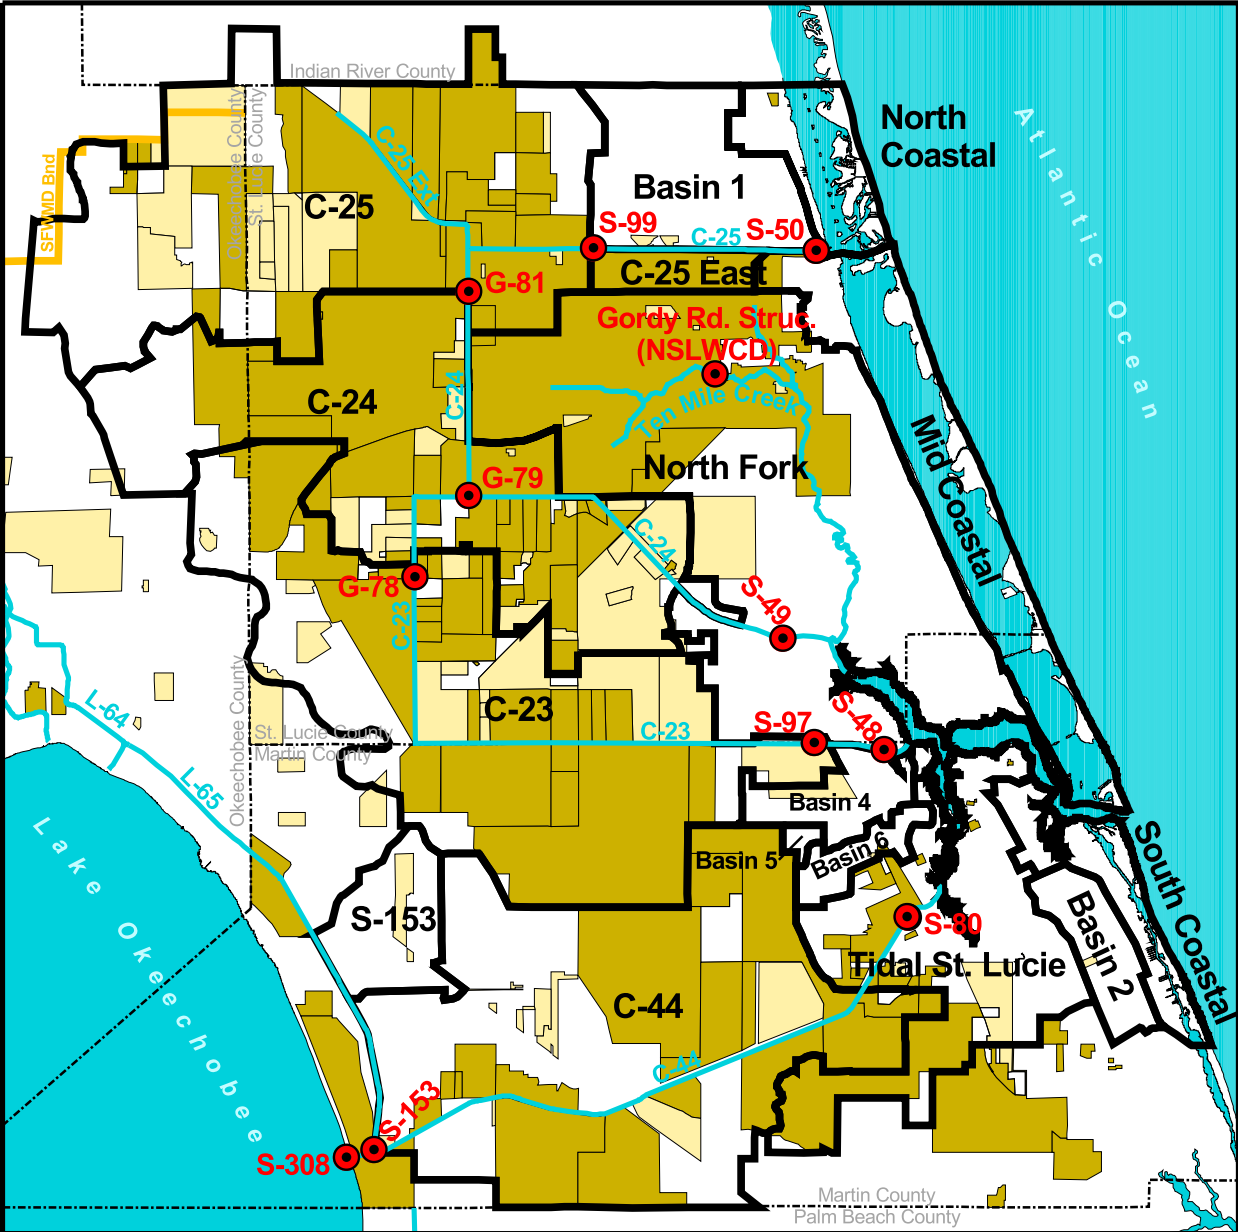 Indian River County
North
Coastal
Atlantic Ocean
C-25 Ext
Okeechobee County
St. Lucie County
SFWMD Bnd
C-25
Basin 1
S-99
C-25
S-50
C-25 East
G-81
Gordy Rd. Struc.
(NSLWCD)
C-24
C-24
Ten Mile Creek
Mid Coastal
North Fork
G-79
C-24
G-78
C-23
S-49
Okeechobee County
L-64
C-23
S-48
S-97
St. Lucie County
Martin County
C-23
L-65
Basin 4
Lake Okeechobee
Basin 5
Basin 6
South Coastal
S-153
S-80
Basin 2
Tidal St. Lucie
C-44
C-44
S-153
S-308
Martin County
Palm Beach County